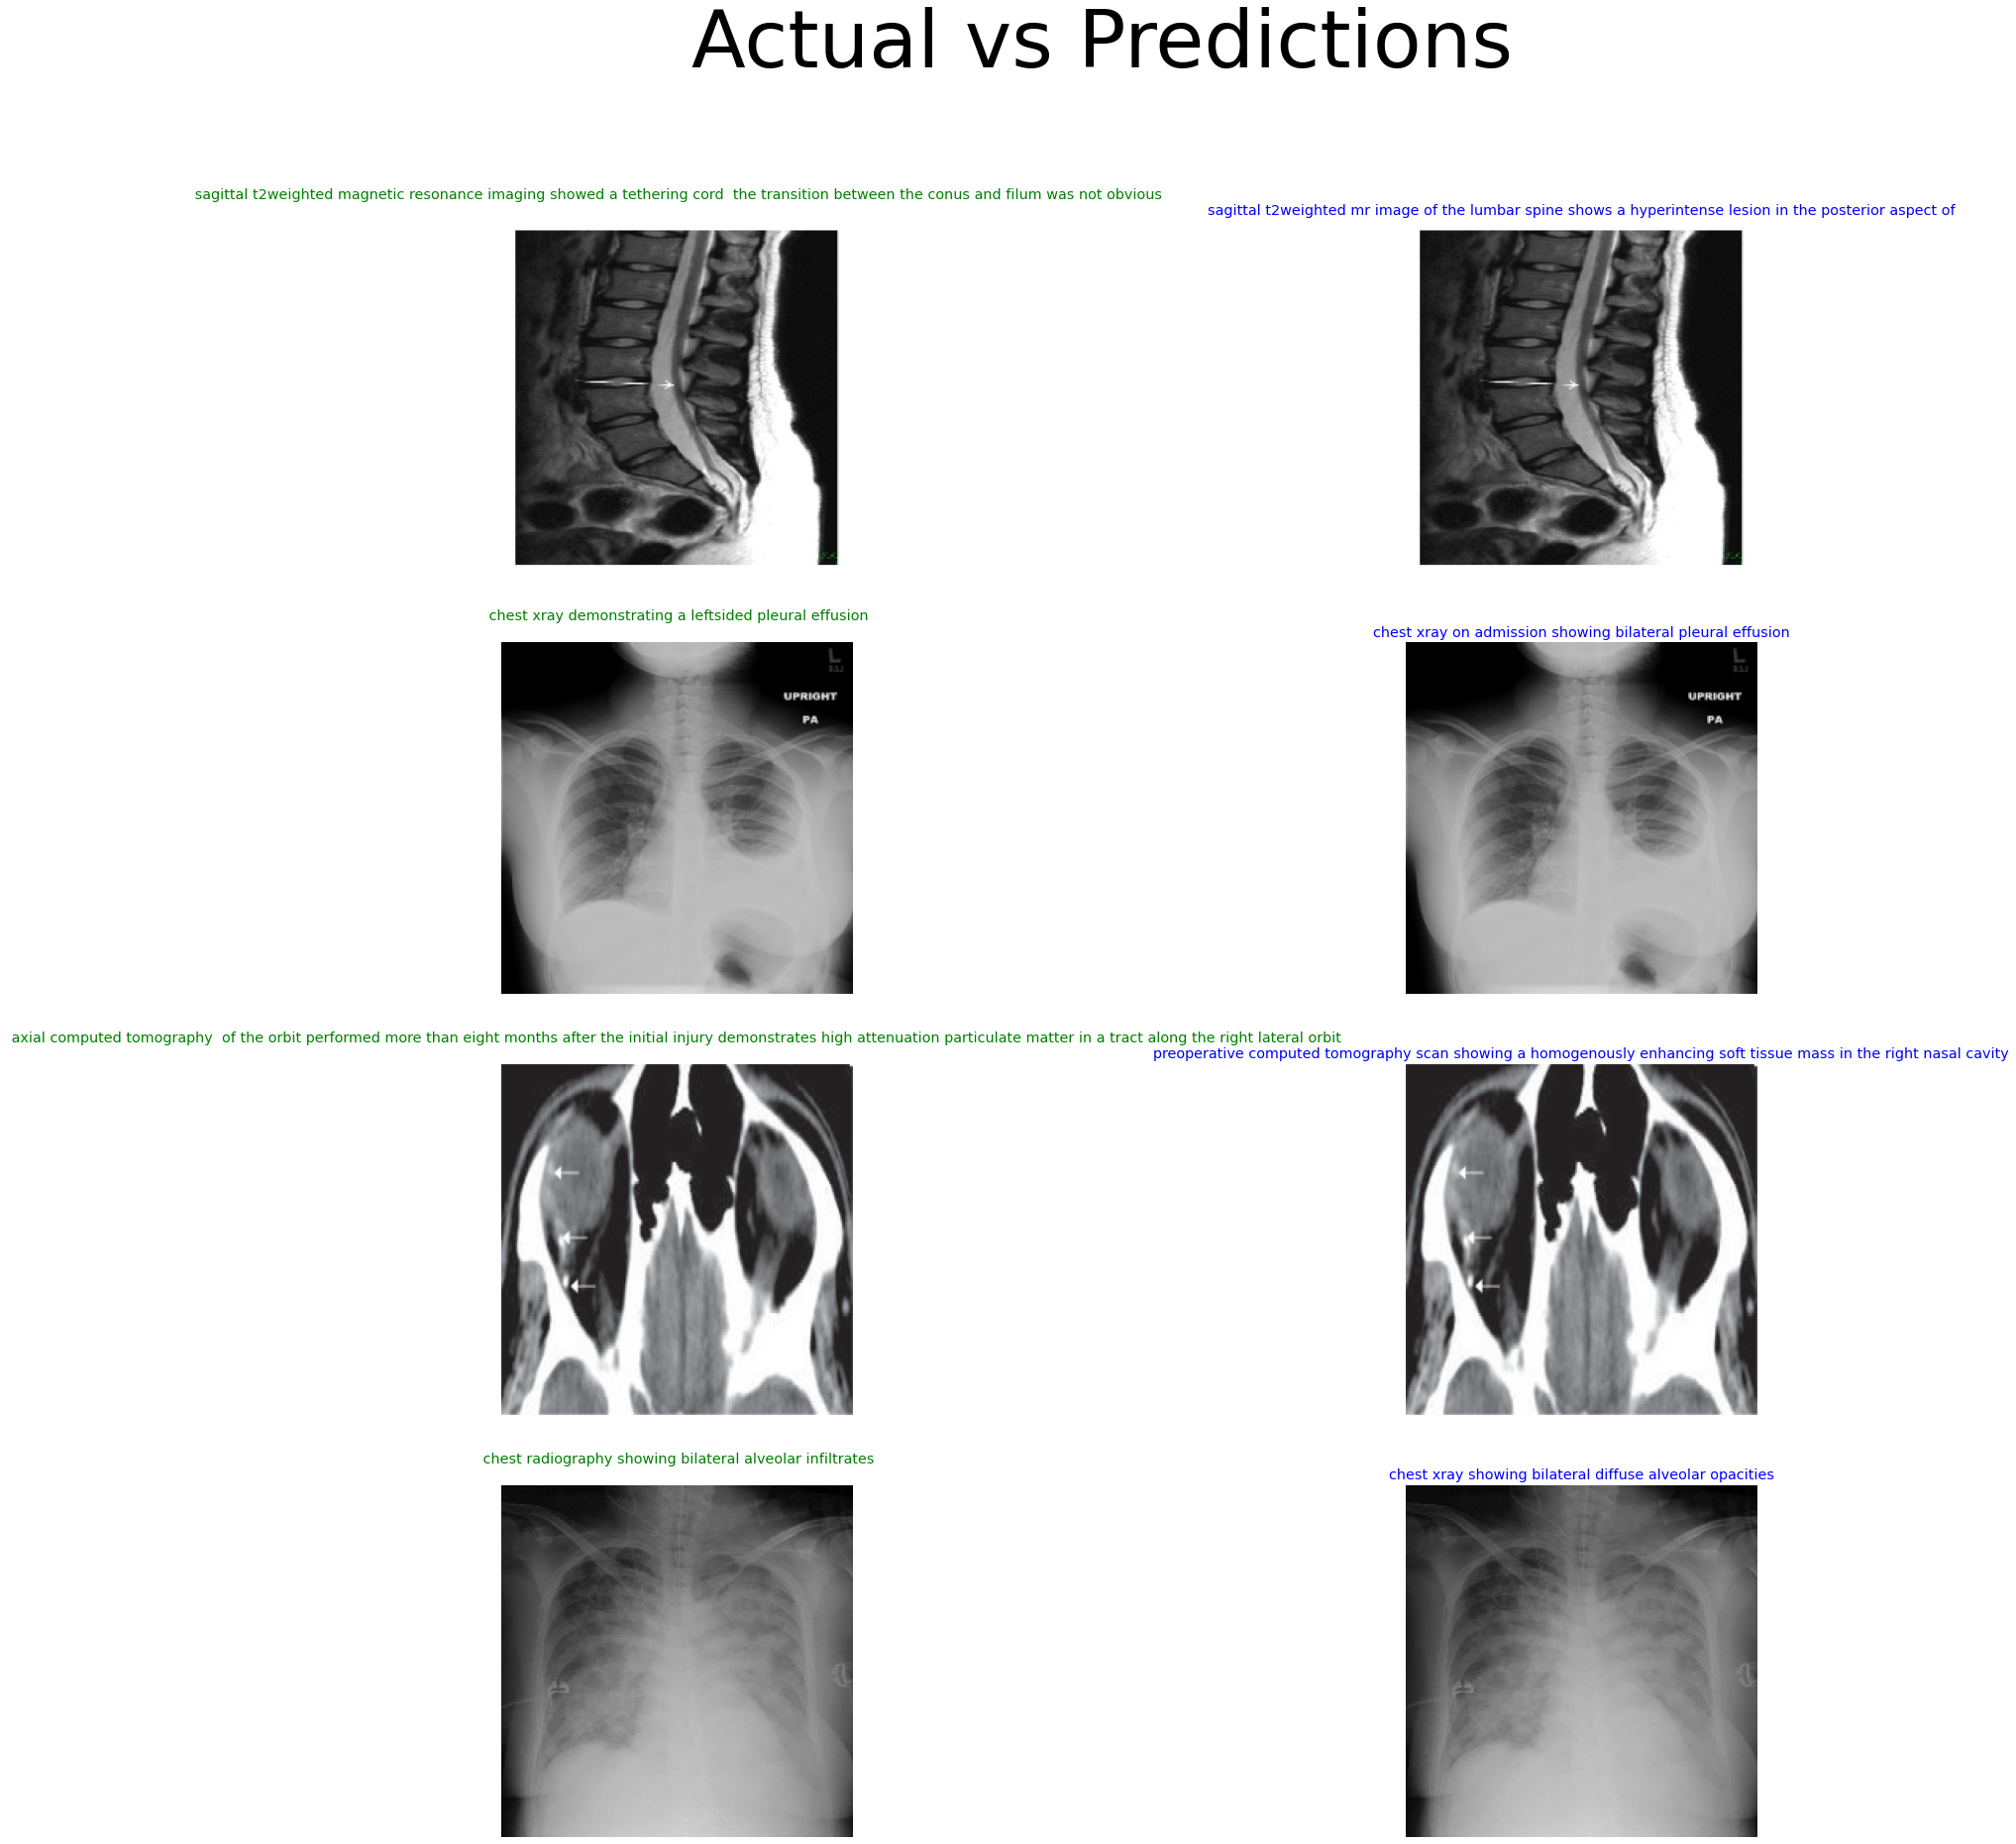 Actual vs Predictions
sagittal t2weighted magnetic resonance imaging showed a tethering cord  the transition between the conus and filum was not obvious
sagittal t2weighted mr image of the lumbar spine shows a hyperintense lesion in the posterior aspect of
chest xray demonstrating a leftsided pleural effusion
chest xray on admission showing bilateral pleural effusion
L
UPRIGHT
PA
L
UPRIGHT
PA
axial computed tomography  of the orbit performed more than eight months after the initial injury demonstrates high attenuation particulate matter in a tract along the right lateral orbit
preoperative computed tomography scan showing a homogenously enhancing soft tissue mass in the right nasal cavity
chest radiography showing bilateral alveolar infiltrates
chest xray showing bilateral diffuse alveolar opacities